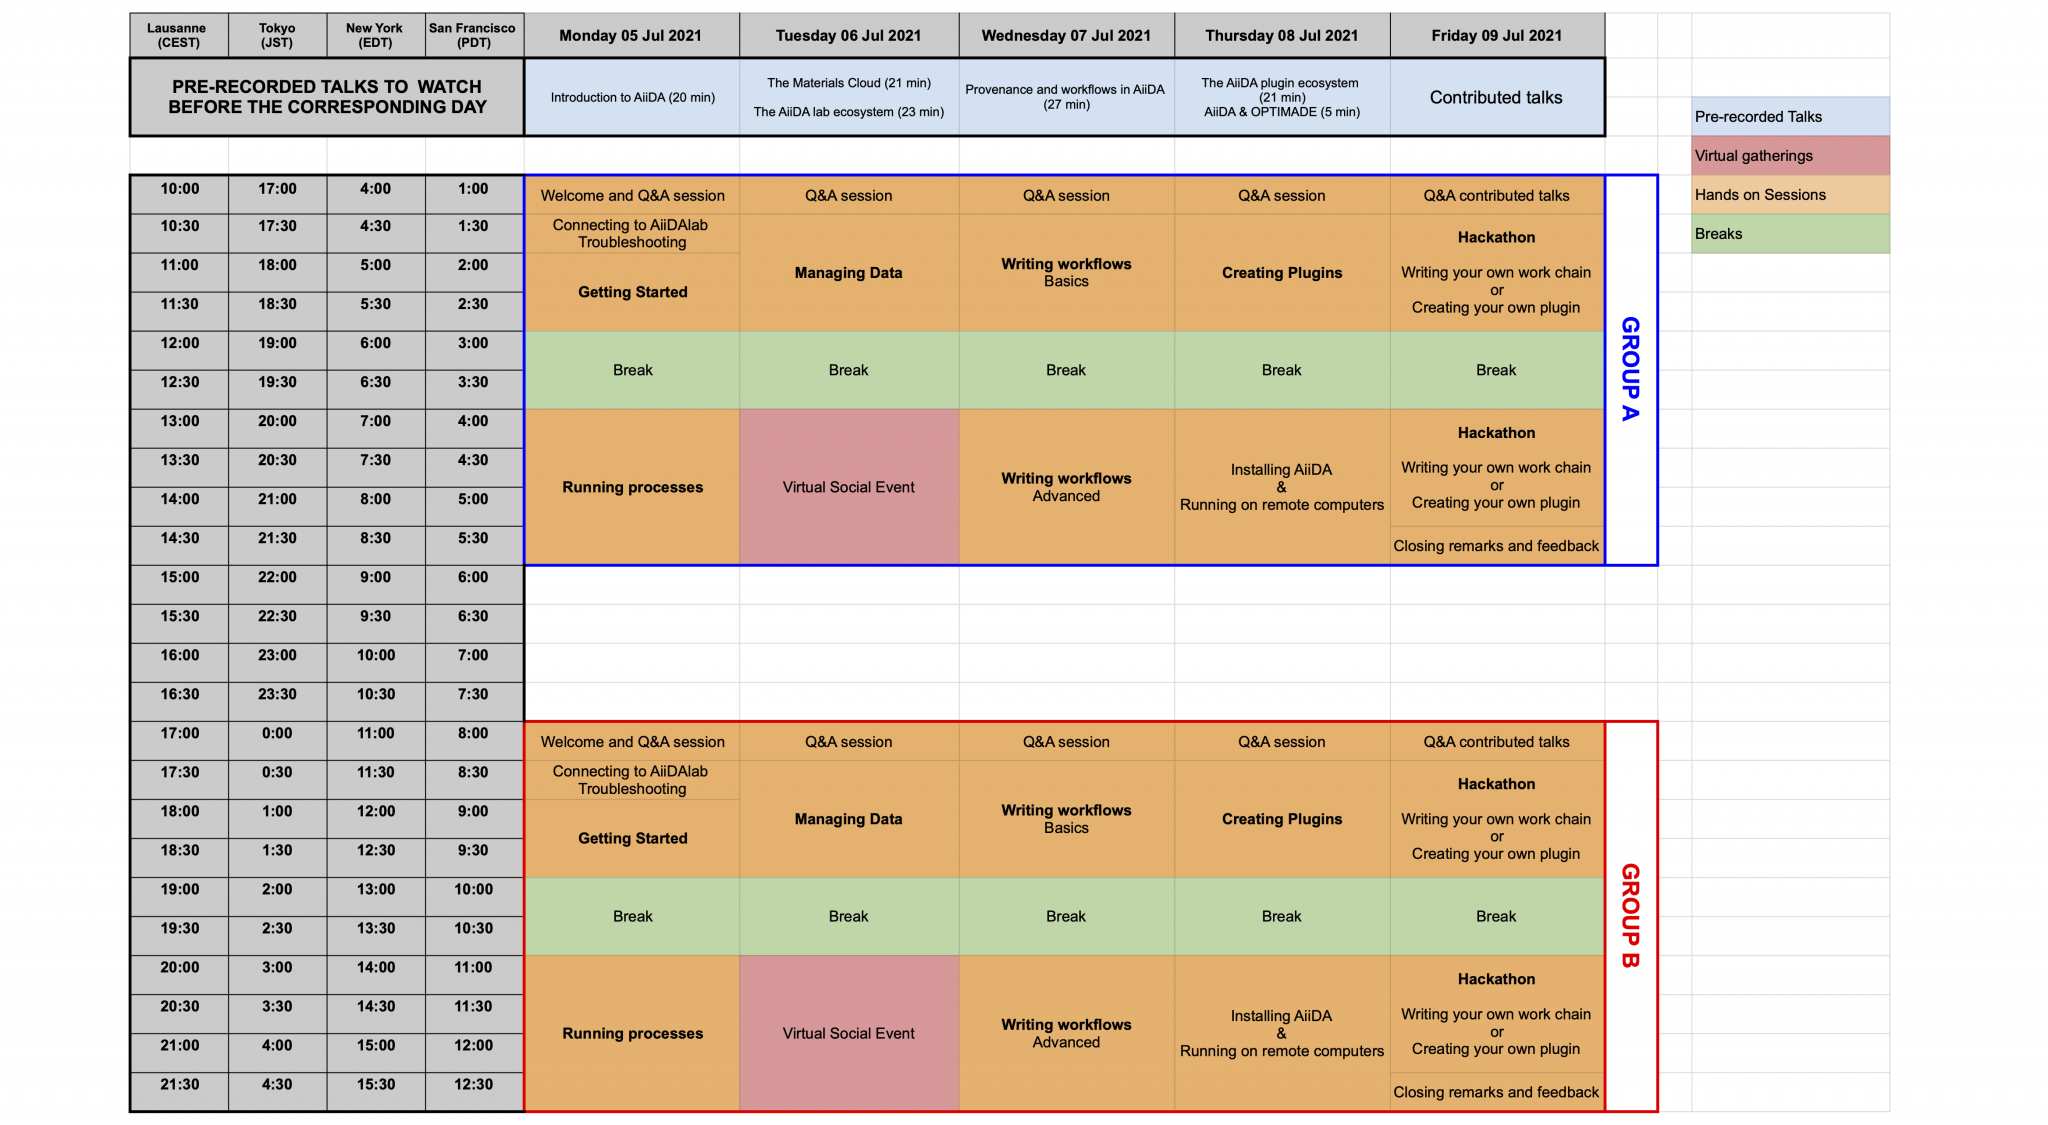 Lausanne (CEST)
Tokyo (JST)
New York (EDT)
San Francisco (PDT)
Monday 05 Jul 2021
Tuesday 06 Jul 2021
Wednesday 07 Jul 2021
Thursday 08 Jul 2021
Friday 09 Jul 2021
PRE-RECORDED TALKS TO WATCH
BEFORE THE CORRESPONDING DAY
Introduction to AiiDA (20 min)
The Materials Cloud (21 min)
The AiiDA lab ecosystem (23 min)
Provenance and workflows in AiiDA
(27 min)
The AiiDA plugin ecosystem
(21 min)
AiiDA & OPTIMADE (5 min)
Contributed talks
Pre-recorded Talks
Virtual gatherings
Hands on Sessions
Breaks
10:00 17:00 4:00 1:00
10:30 17:30 4:30 1:30
11:00 18:00 5:00 2:00
11:30 18:30 5:30 2:30
12:00 19:00 6:00 3:00
12:30 19:30 6:30 3:30
13:00 20:00 7:00 4:00
13:30 20:30 7:30 4:30
14:00 21:00 8:00 5:00
14:30 21:30 8:30 5:30
15:00 22:00 9:00 6:00
15:30 22:30 9:30 6:30
16:00 23:00 10:00 7:00
16:30 23:30 10:30 7:30
17:00 0:00 11:00 8:00
17:30 0:30 11:30 8:30
18:00 1:00 12:00 9:00
18:30 1:30 12:30 9:30
19:00 2:00 13:00 10:00
19:30 2:30 13:30 10:30
20:00 3:00 14:00 11:00
20:30 3:30 14:30 11:30
21:00 4:00 15:00 12:00
21:30 4:30 15:30 12:30
Welcome and Q&A session
Q&A session
Q&A session
Q&A session
Q&A contributed talks
Connecting to AiiDAlab
Troubleshooting
Getting Started
Managing Data
Writing workflows
Basics
Creating Plugins
Hackathon
Writing your own work chain
or
Creating your own plugin
Break
Break
Break
Break
Break
Running processes
Virtual Social Event
Writing workflows
Advanced
Installing AiiDA
&
Running on remote computers
Hackathon
Writing your own work chain
or
Creating your own plugin
Closing remarks and feedback
GROUP A
Welcome and Q&A session
Q&A session
Q&A session
Q&A session
Q&A contributed talks
Connecting to AiiDAlab
Troubleshooting
Getting Started
Managing Data
Writing workflows
Basics
Creating Plugins
Hackathon
Writing your own work chain
or
Creating your own plugin
Break
Break
Break
Break
Break
Running processes
Virtual Social Event
Writing workflows
Advanced
Installing AiiDA
&
Running on remote computers
Hackathon
Writing your own work chain
or
Creating your own plugin
Closing remarks and feedback
GROUP B